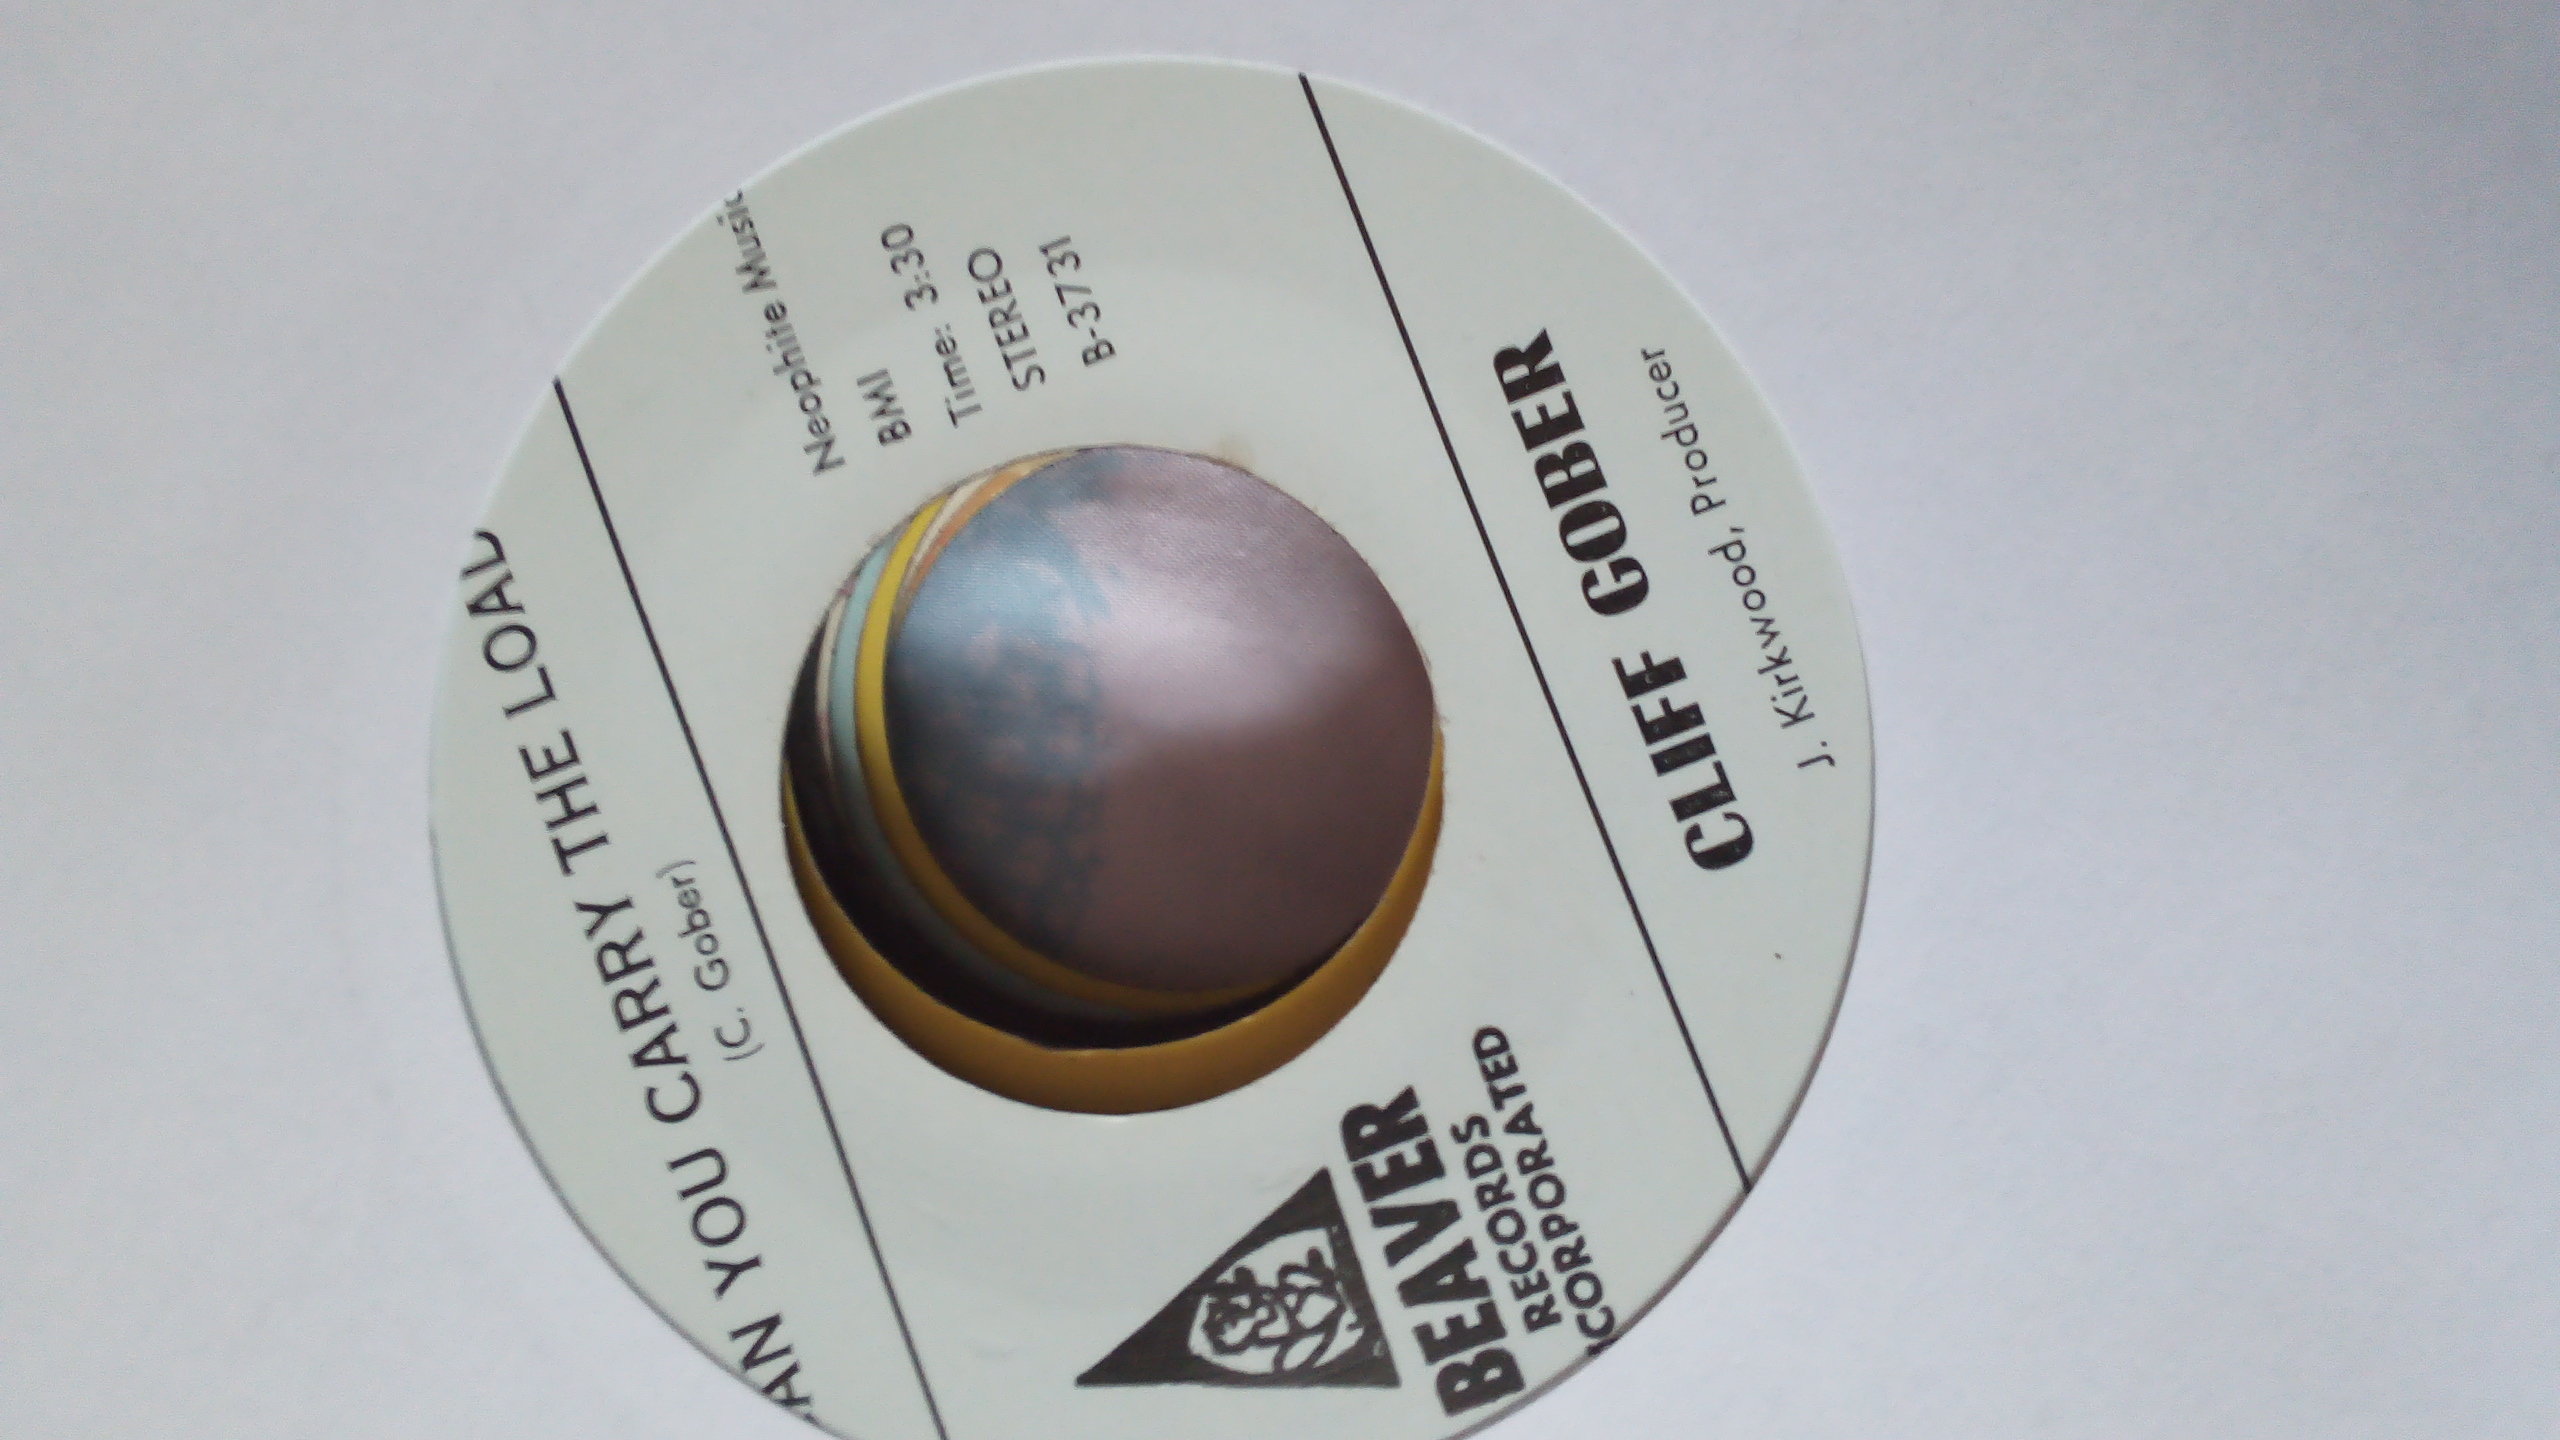 AN YOU CARRY THE LOAD
(C. Gober)
Neophite Music
BMI
Time: 3:30
STEREO
B-3731
BEAVER
RECORDS
CORPORATED
CLIFF GOBER
J. Kirkwood, Producer